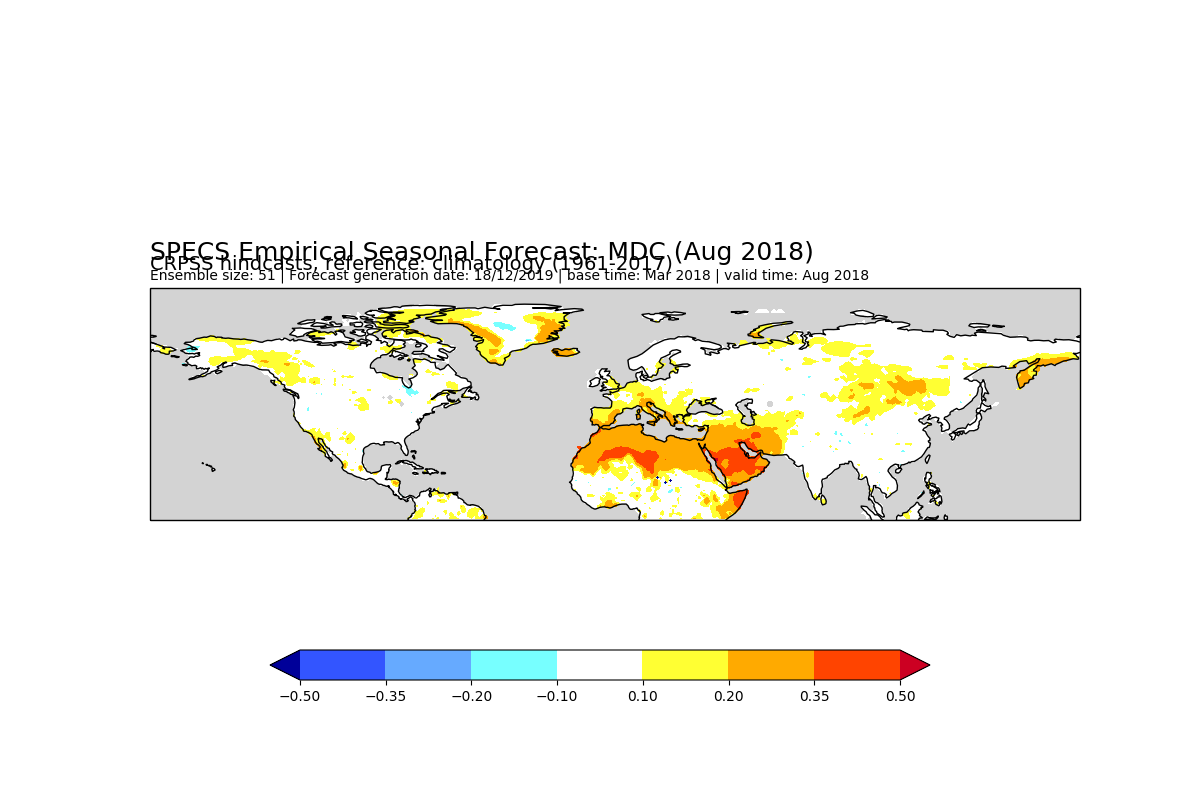 SPECS Empirical Seasonal Forecast: MDC (Aug 2018)
CRPSS hindcasts, reference: climatology (1961-2017)
Ensemble size: 51 | Forecast generation date: 18/12/2019 | base time: Mar 2018 | valid time: Aug 2018
−0.50 −0.35 −0.20 −0.10 0.10 0.20 0.35 0.50